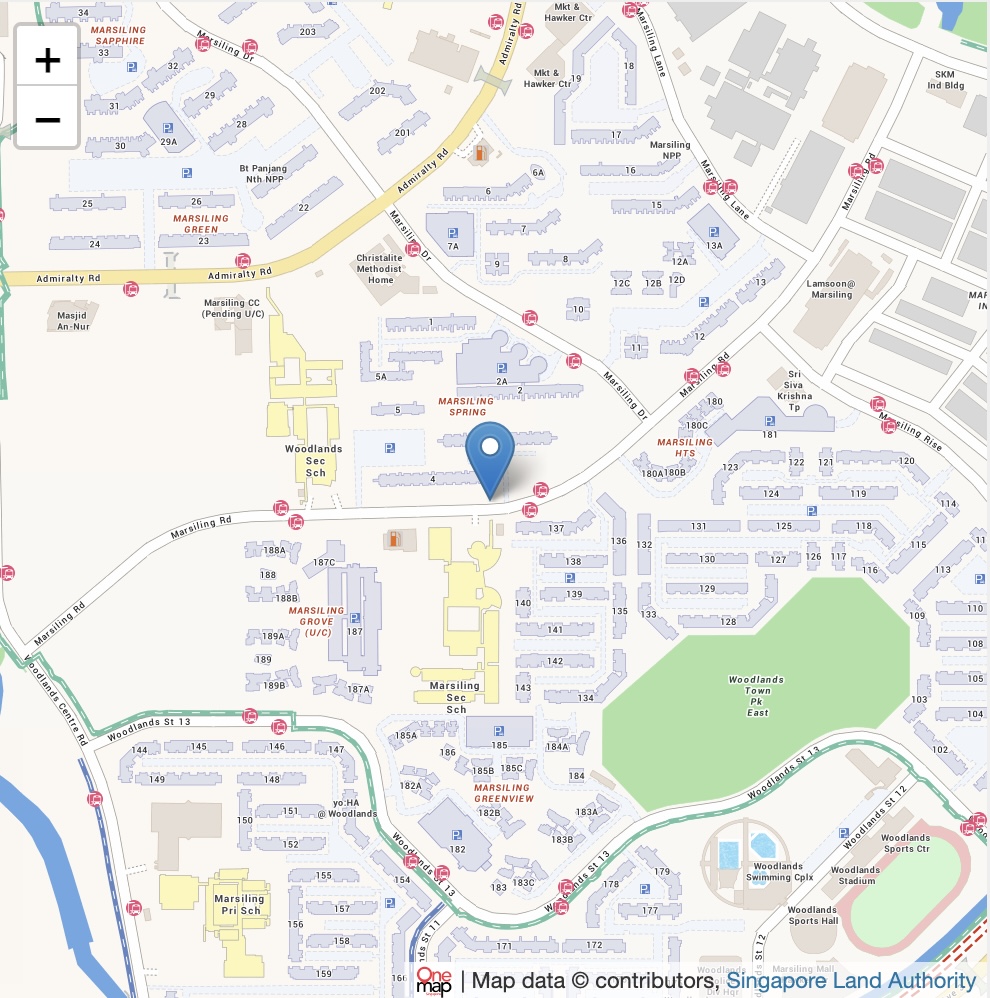 +
−
34
MARSILING
SAPPHIRE
33
32
31
29
28
30
29A
Marsiling Dr
203
202
201
Admiralty Rd
Mkt &
Hawker Ctr
Mkt &
Hawker Ctr
19
18
17
16
15
Marsiling
NPP
Marsiling Lane
Marsiling Lane
SKM
Ind Bldg
Marsiling Rd
Bt Panjang
Nth NPP
25
26
MARSILING
GREEN
24
23
22
Admiralty Rd
Admiralty Rd
Admiralty Rd
6A
6
7
7A
8
9
10
11
12
12A
12B
12C
12D
13
13A
Marsiling Dr
Christalite
Methodist
Home
Lamsoon@
Marsiling
Masjid
An-Nur
Marsiling CC
(Pending U/C)
1
5A
2A
2
5
MARSILING
SPRING
4
Marsiling Dr
Marsiling Rd
Sri
Siva
Krishna
Tp
Marsiling Rise
180
180C
181
MARSILING
HTS
180A
180B
Woodlands
Sec
Sch
Marsiling Rd
Marsiling Rd
123
122
121
120
124
119
114
131
125
118
115
130
127
126
117
116
113
129
128
110
109
108
105
103
104
102
137
136
132
138
139
140
135
133
141
142
143
134
188A
187C
188
188B
MARSILING
GROVE
(U/C)
187
189A
189
189B
187A
Marsiling
Sec
Sch
Woodlands
Town
Pk
East
Woodlands Centre Rd
Woodlands St 13
144
145
146
147
149
148
150
151
152
yo:HA
@ Woodlands
185A
185
186
185B
185C
184A
184
182A
MARSILING
GREENVIEW
182B
183A
183B
182
183
183C
Woodlands St 13
Woodlands St 13
Woodlands St 13
Woodlands St 12
Woodlands
Swimming Cplx
Woodlands
Sports Ctr
Woodlands
Stadium
Woodlands
Sports Hall
Marsiling
Pri Sch
155
154
157
156
158
159
166
171
172
177
178
179
St 11
St 12
Marsiling Mall
One
map
| Map data © contributors, Singapore Land Authority